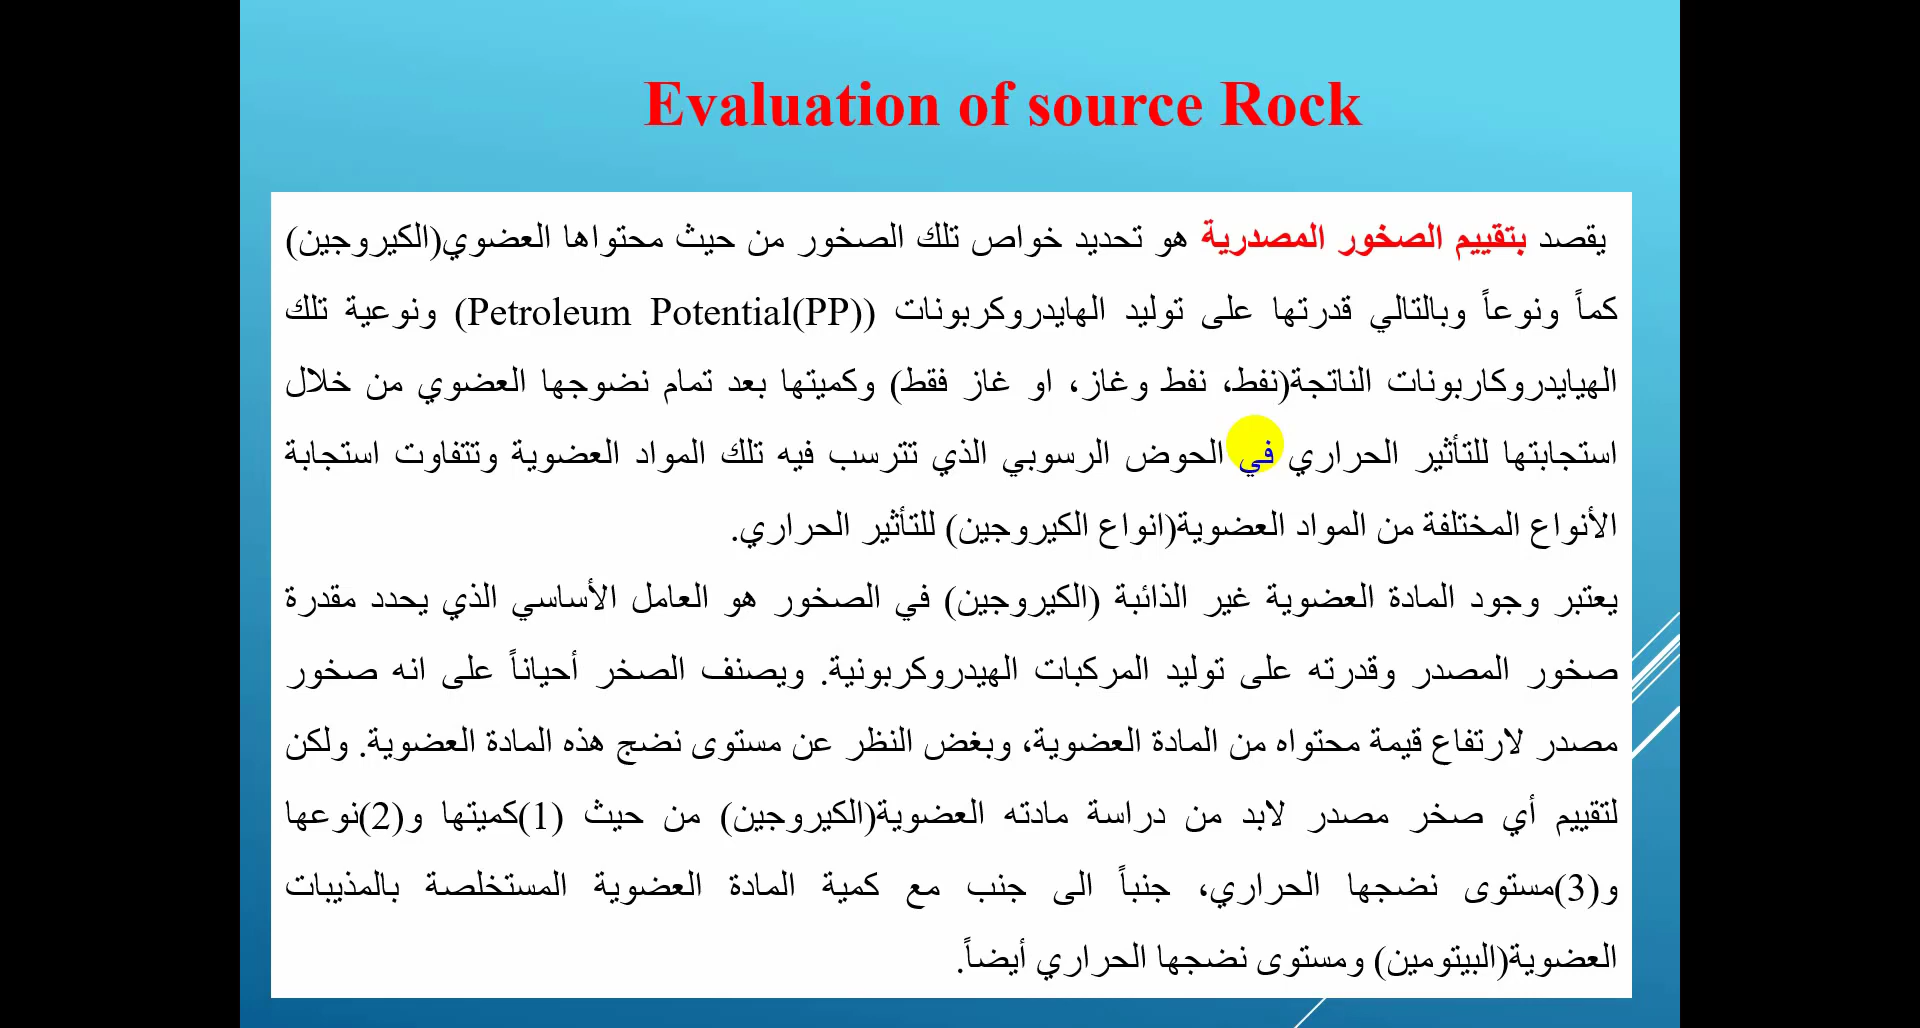 Evaluation of source Rock
يقصد بتقييم الصخور المصدرية هو تحديد خواص تلك الصخور من حيث محتواها العضوي(الكيروجين)
كماً ونوعاً وبالتالي قدرتها على توليد الهايدروكربونات (Petroleum Potential(PP)) ونوعية تلك
الهيايدروكاربونات الناتجة(نفط، نفط وغاز، او غاز فقط) وكميتها بعد تمام نضوجها العضوي من خلال
استجابتها للتأثير الحراري في الحوض الرسوبي الذي تترسب فيه تلك المواد العضوية وتتفاوت استجابة
الأنواع المختلفة من المواد العضوية(انواع الكيروجين) للتأثير الحراري.
يعتبر وجود المادة العضوية غير الذائبة (الكيروجين) في الصخور هو العامل الأساسي الذي يحدد مقدرة
صخور المصدر وقدرته على توليد المركبات الهيدروكربونية. ويصنف الصخر أحياناً على انه صخور
مصدر لارتفاع قيمة محتواه من المادة العضوية، وبغض النظر عن مستوى نضج هذه المادة العضوية. ولكن
لتقييم أي صخر مصدر لابد من دراسة مادته العضوية(الكيروجين) من حيث (1)كميتها و(2)نوعها
و(3)مستوى نضجها الحراري، جنباً الى جنب مع كمية المادة العضوية المستخلصة بالمذيبات
العضوية(البيتومين) ومستوى نضجها الحراري أيضاً.